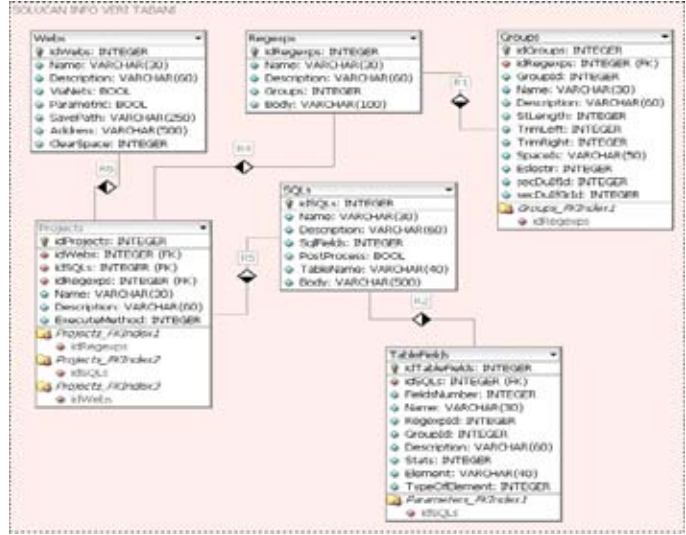 SOLUCAN INFO VERI TABANI
Webs
idWebs: INTEGER
Name: VARCHAR(30)
Description: VARCHAR(60)
ViaNets: BOOL
Parametric: BOOL
SavePath: VARCHAR(250)
Address: VARCHAR(500)
ClearSpace: INTEGER
Regexps
idRegexps: INTEGER
Name: VARCHAR(30)
Description: VARCHAR(60)
Groups: INTEGER
Body: VARCHAR(100)
Groups
idGroups: INTEGER
idRegexps: INTEGER (FK)
GroupId: INTEGER
Name: VARCHAR(30)
Description: VARCHAR(60)
StLength: INTEGER
TrimLeft: INTEGER
TrimRight: INTEGER
SpaceIs: VARCHAR(50)
Eslestir: INTEGER
Groups_FKIndex1
idRegexps
R1
R4
R6
SQLs
idSQLs: INTEGER
Name: VARCHAR(30)
Description: VARCHAR(60)
SqlFields: INTEGER
PostProcess: BOOL
TableName: VARCHAR(40)
Body: VARCHAR(500)
Projects
idProjects: INTEGER
idWebs: INTEGER (FK)
idSQLs: INTEGER (FK)
idRegexps: INTEGER (FK)
Name: VARCHAR(30)
Description: VARCHAR(60)
ExecuteMethod: INTEGER
Projects_FKIndex1
idRegexps
Projects_FKIndex2
idSQLs
Projects_FKIndex3
idWebs
R5
R2
TableFields
idTableFields: INTEGER
idSQLs: INTEGER (FK)
FieldsNumber: INTEGER
Name: VARCHAR(30)
RegexpId: INTEGER
GroupId: INTEGER
Description: VARCHAR(60)
Stats: INTEGER
Element: VARCHAR(40)
TypeOfElement: INTEGER
Parameters_FKIndex1
idSQLs